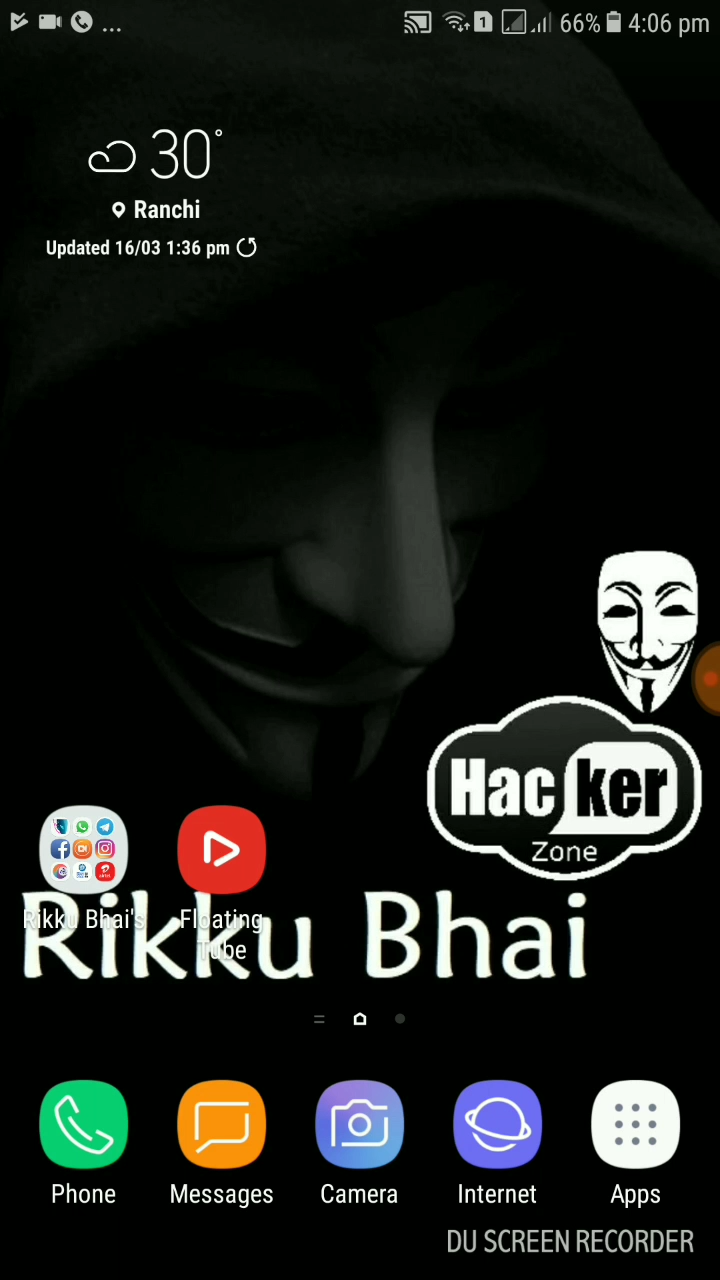 1 66% 4:06 pm
30°
Ranchi
Updated 16/03 1:36 pm
Hacker
Zone
Rikku Bhai's Floating
Tube
Rikku Bhai
Phone Messages Camera Internet Apps
DU SCREEN RECORDER